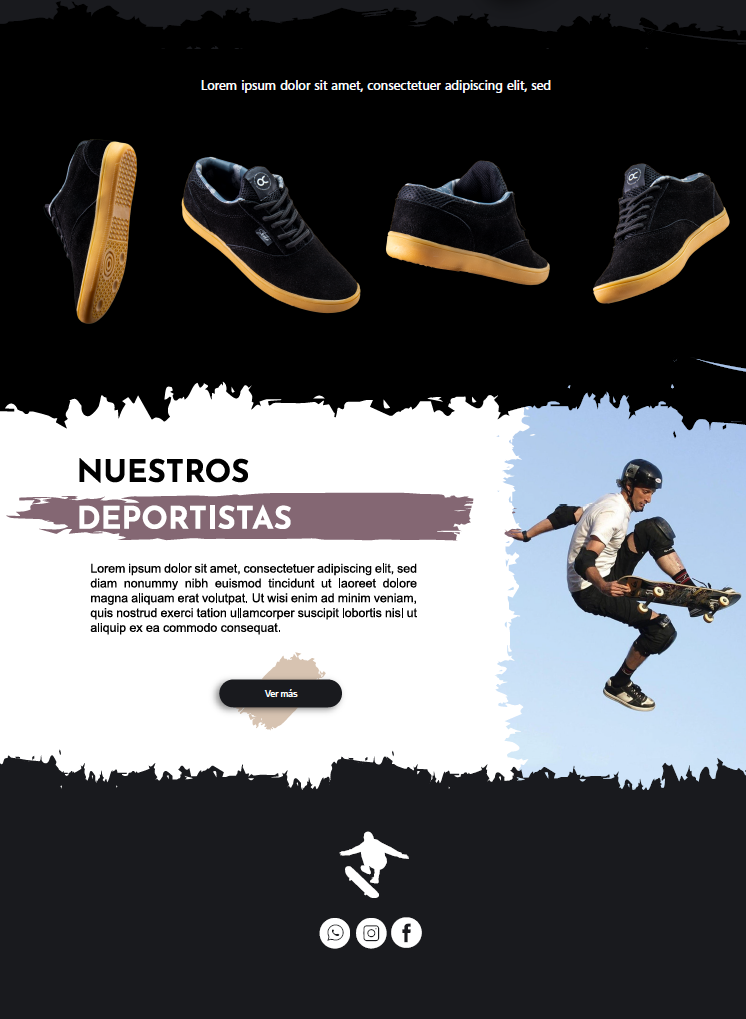 Lorem ipsum dolor sit amet, consectetuer adipiscing elit, sed
NUESTROS
DEPORTISTAS
Lorem ipsum dolor sit amet, consectetuer adipiscing elit, sed
diam nonummy nibh euismod tincidunt ut laoreet dolore
magna aliquam erat volutpat. Ut wisi enim ad minim veniam,
quis nostrud exerci tation ullamcorper suscipit lobortis nisl ut
aliquip ex ea commodo consequat.
Ver más